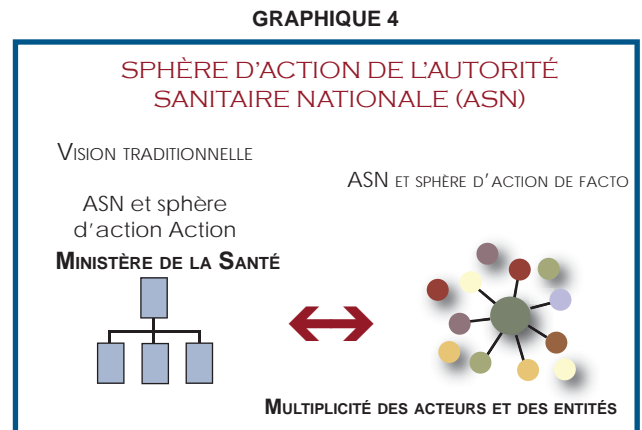 GRAPHIQUE 4
SPHÈRE D'ACTION DE L'AUTORITÉ
SANITAIRE NATIONALE (ASN)
VISION TRADITIONNELLE
ASN et sphère
d'action Action
MINISTÈRE DE LA SANTÉ
ASN ET SPHÈRE D'ACTION DE FACTO
MULTIPLICITÉ DES ACTEURS ET DES ENTITÉS